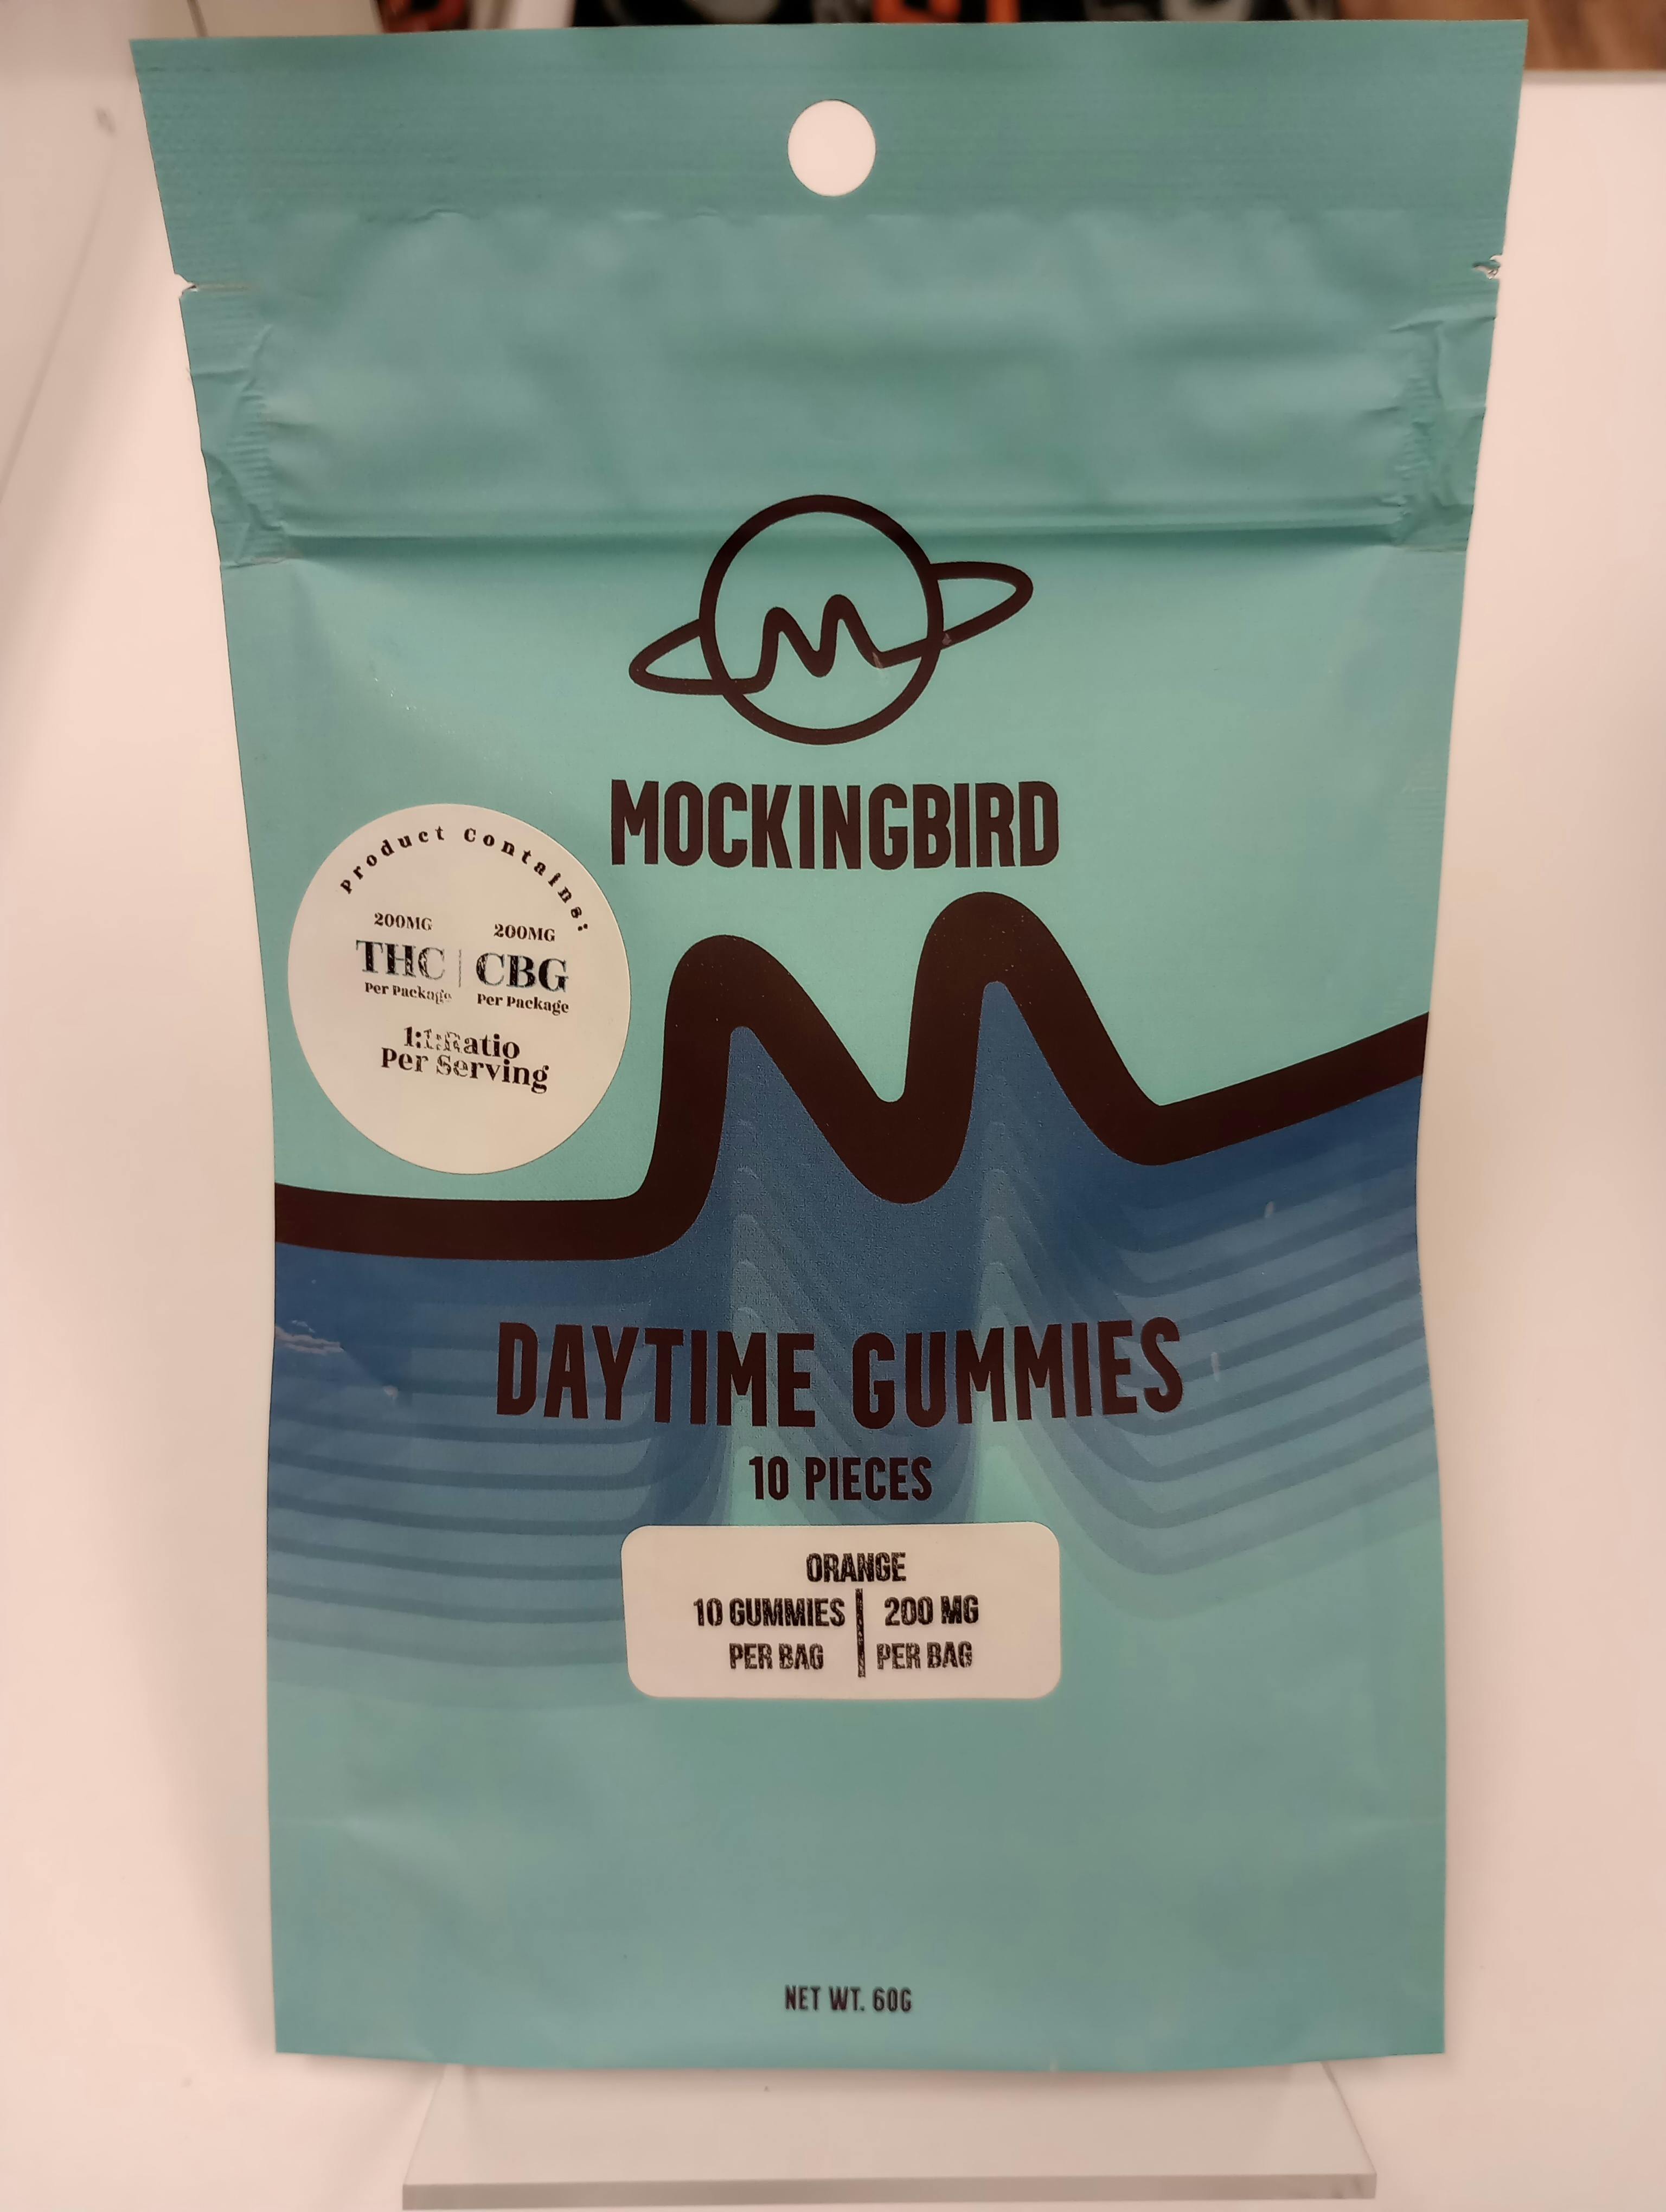 M
MOCKINGBIRD
Product Contains:
200MG 200MG
THC | CBG
Per Package Per Package
1:1 Ratio
Per Serving
DAYTIME GUMMIES
10 PIECES
ORANGE
10 GUMMIES | 200 MG
PER BAG | PER BAG
NET WT. 60G